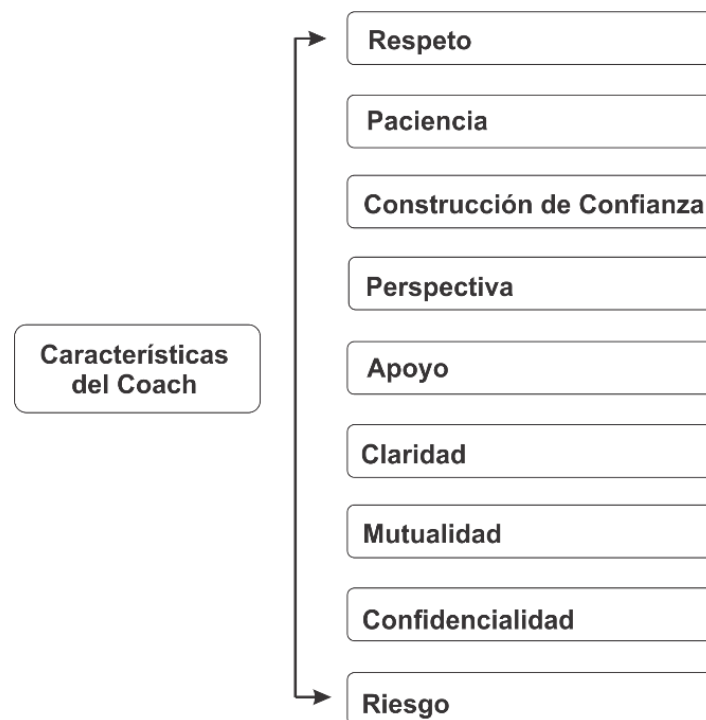 Respeto
Paciencia
Construcción de Confianza
Perspectiva
Características
del Coach
Apoyo
Claridad
Mutualidad
Confidencialidad
Riesgo